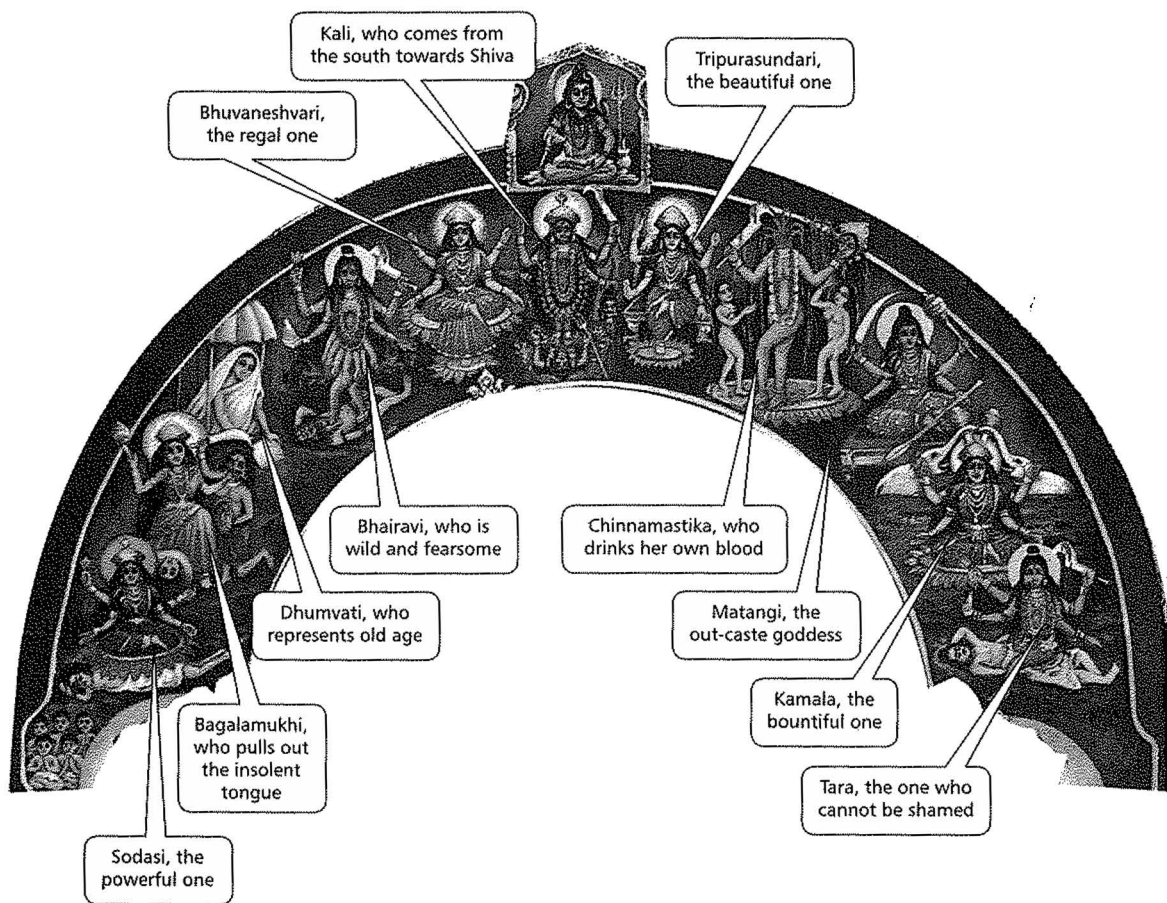 Kali, who comes from
the south towards Shiva
Tripurasundari,
the beautiful one
Bhuvaneshvari,
the regal one
Bhairavi, who is
wild and fearsome
Chinnamastika, who
drinks her own blood
Dhumvati, who
represents old age
Matangi, the
out-caste goddess
Bagalamukhi,
who pulls out
the insolent
tongue
Kamala, the
bountiful one
Tara, the one who
cannot be shamed
Sodasi, the
powerful one